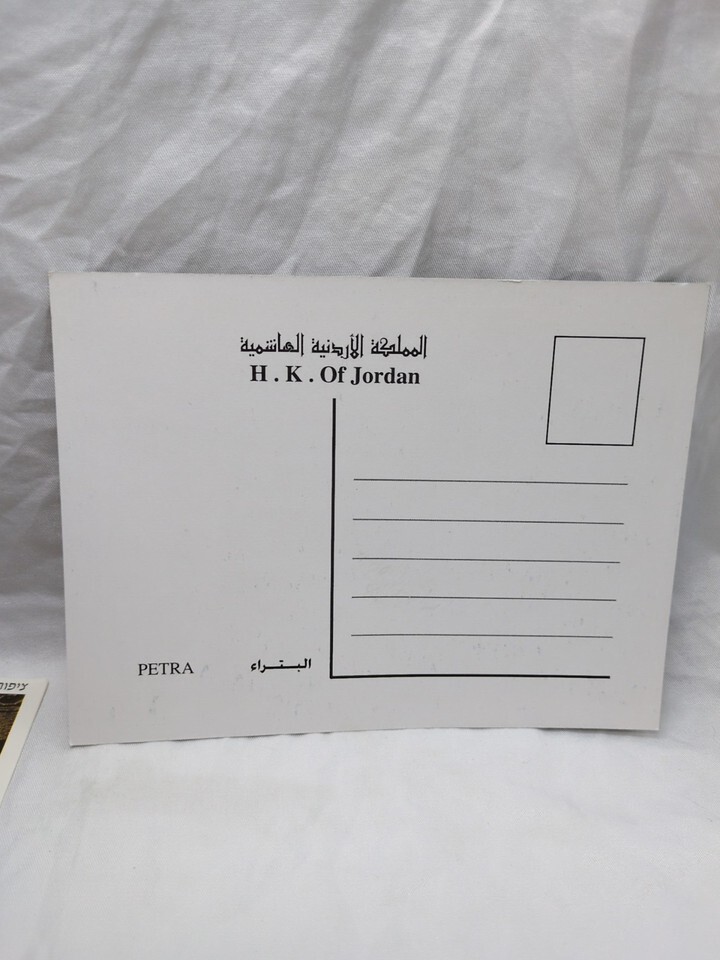 المملكة الأردنية الهاشمية
H . K . Of Jordan
PETRA البتراء